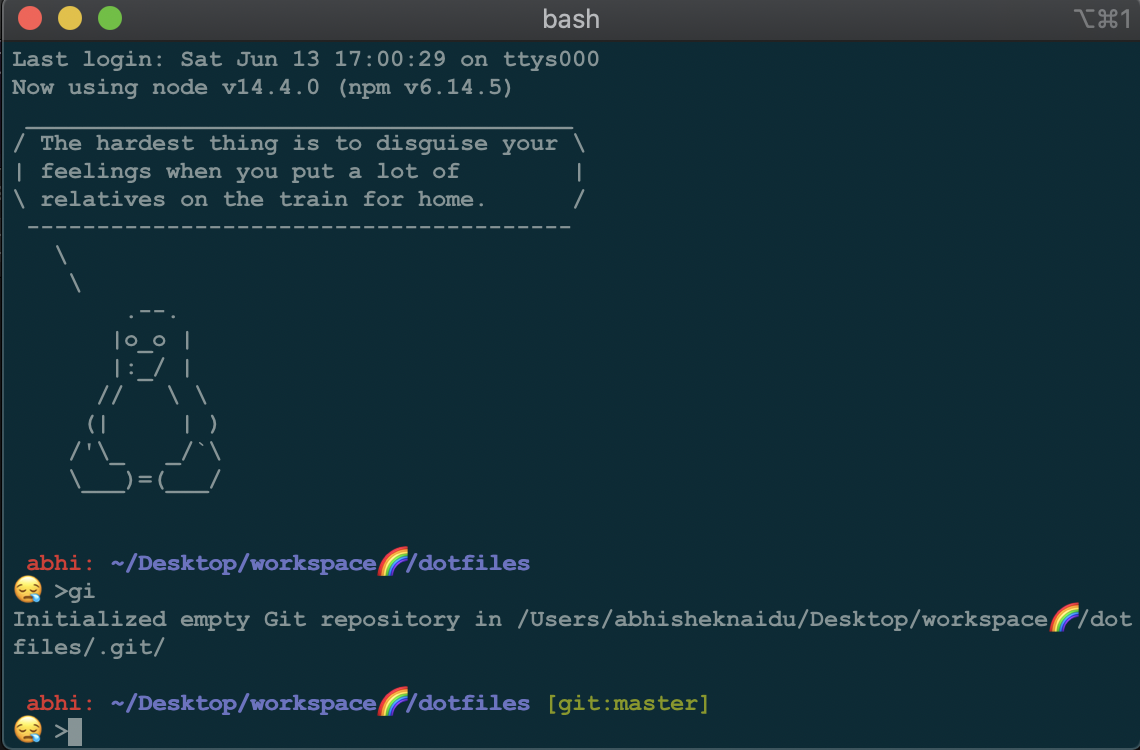 bash
⌥⌘1
Last login: Sat Jun 13 17:00:29 on ttys000
Now using node v14.4.0 (npm v6.14.5)
 _______________________________________
/ The hardest thing is to disguise your \
| feelings when you put a lot of        |
\ relatives on the train for home.      /
 ---------------------------------------
   \
    \
        .--.
       |o_o |
       |:_/ |
      //   \ \
     (|     | )
    /'\_   _/`\
    \___)=(___/
abhi: ~/Desktop/workspace🌈/dotfiles
😪 >gi
Initialized empty Git repository in /Users/abhisheknaidu/Desktop/workspace🌈/dot
files/.git/
abhi: ~/Desktop/workspace🌈/dotfiles [git:master]
😪 >